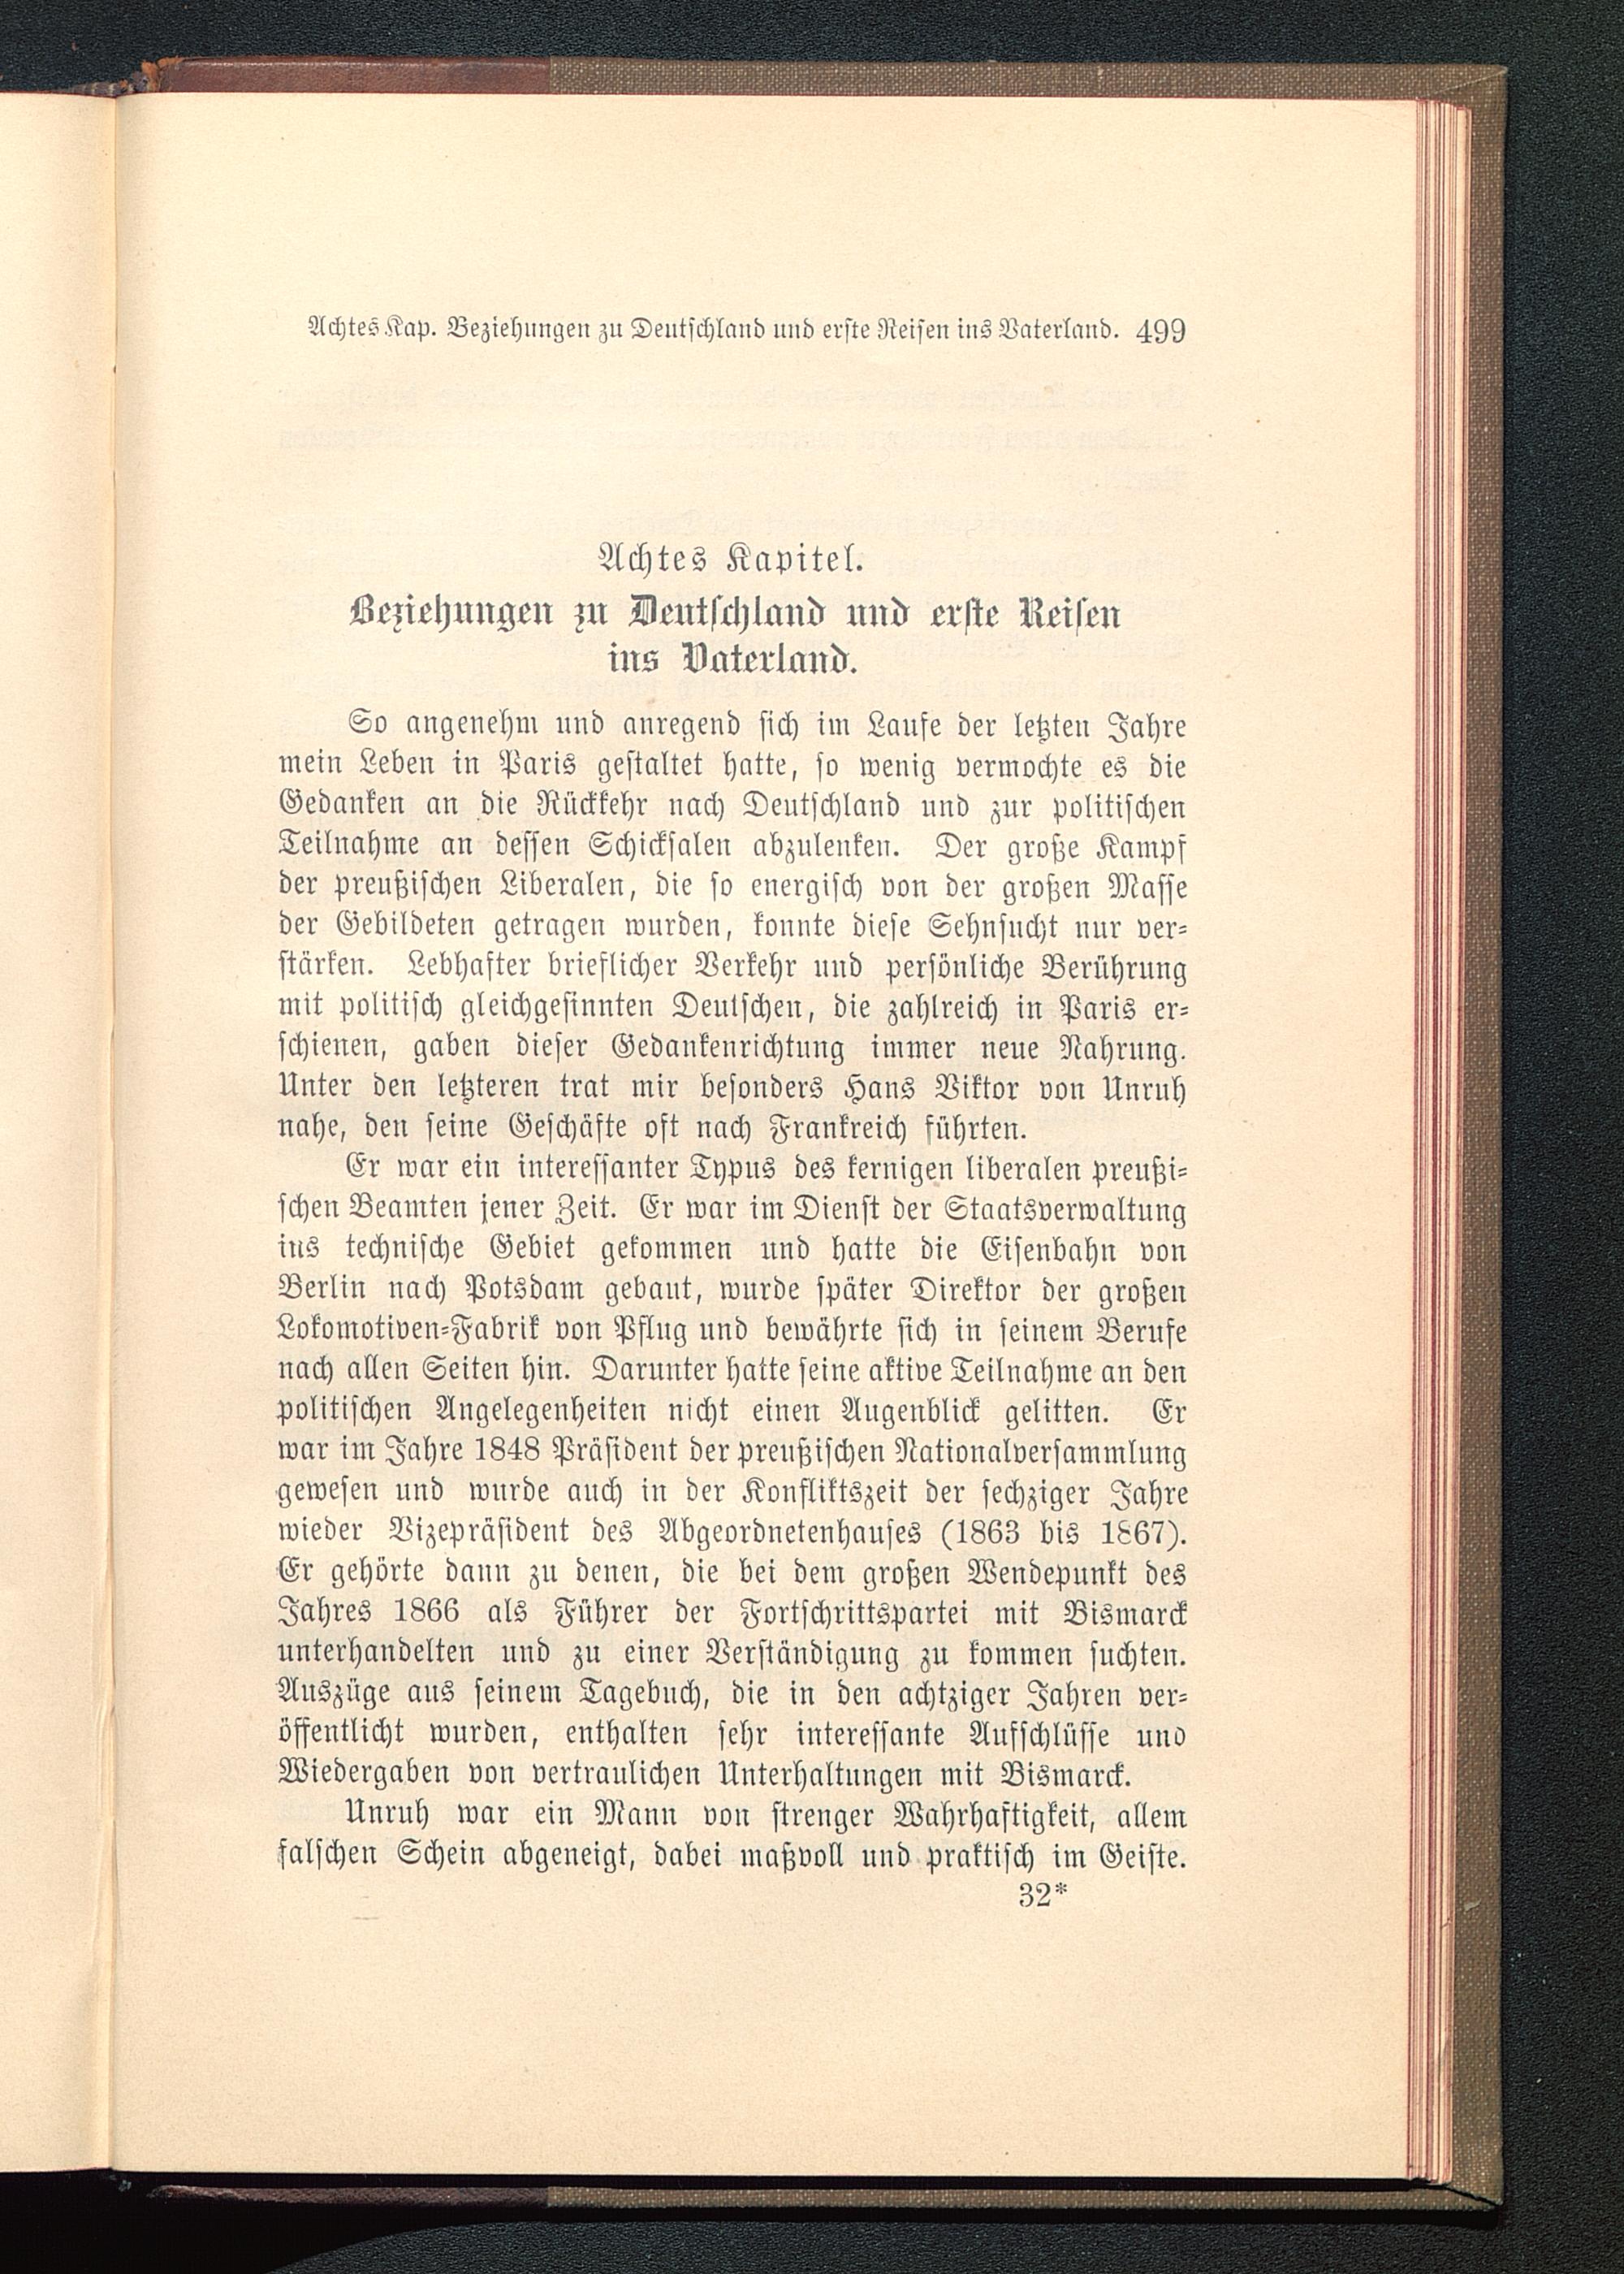 Achtes Kap. Beziehungen zu Deutschland und erste Reisen ins Vaterland. 499
Achtes Kapitel.
Beziehungen zu Deutschland und erste Reisen
ins Vaterland.
So angenehm und anregend sich im Laufe der letzten Jahre
mein Leben in Paris gestaltet hatte, so wenig vermochte es die
Gedanken an die Rückkehr nach Deutschland und zur politischen
Teilnahme an dessen Schicksalen abzulenken. Der große Kampf
der preußischen Liberalen, die so energisch von der großen Masse
der Gebildeten getragen wurden, konnte diese Sehnsucht nur ver-
stärken. Lebhafter brieflicher Verkehr und persönliche Berührung
mit politisch gleichgesinnten Deutschen, die zahlreich in Paris er-
schienen, gaben dieser Gedankenrichtung immer neue Nahrung.
Unter den letzteren trat mir besonders Hans Viktor von Unruh
nahe, den seine Geschäfte oft nach Frankreich führten.
Er war ein interessanter Typus des kernigen liberalen preußi-
schen Beamten jener Zeit. Er war im Dienst der Staatsverwaltung
ins technische Gebiet gekommen und hatte die Eisenbahn von
Berlin nach Potsdam gebaut, wurde später Direktor der großen
Lokomotiven-Fabrik von Pflug und bewährte sich in seinem Berufe
nach allen Seiten hin. Darunter hatte seine aktive Teilnahme an den
politischen Angelegenheiten nicht einen Augenblick gelitten. Er
war im Jahre 1848 Präsident der preußischen Nationalversammlung
gewesen und wurde auch in der Konfliktszeit der sechziger Jahre
wieder Vizepräsident des Abgeordnetenhauses (1863 bis 1867).
Er gehörte dann zu denen, die bei dem großen Wendepunkt des
Jahres 1866 als Führer der Fortschrittspartei mit Bismarck
unterhandelten und zu einer Verständigung zu kommen suchten.
Auszüge aus seinem Tagebuch, die in den achtziger Jahren ver-
öffentlicht wurden, enthalten sehr interessante Aufschlüsse und
Wiedergaben von vertraulichen Unterhaltungen mit Bismarck.
Unruh war ein Mann von strenger Wahrhaftigkeit, allem
falschen Schein abgeneigt, dabei maßvoll und praktisch im Geiste.
32*